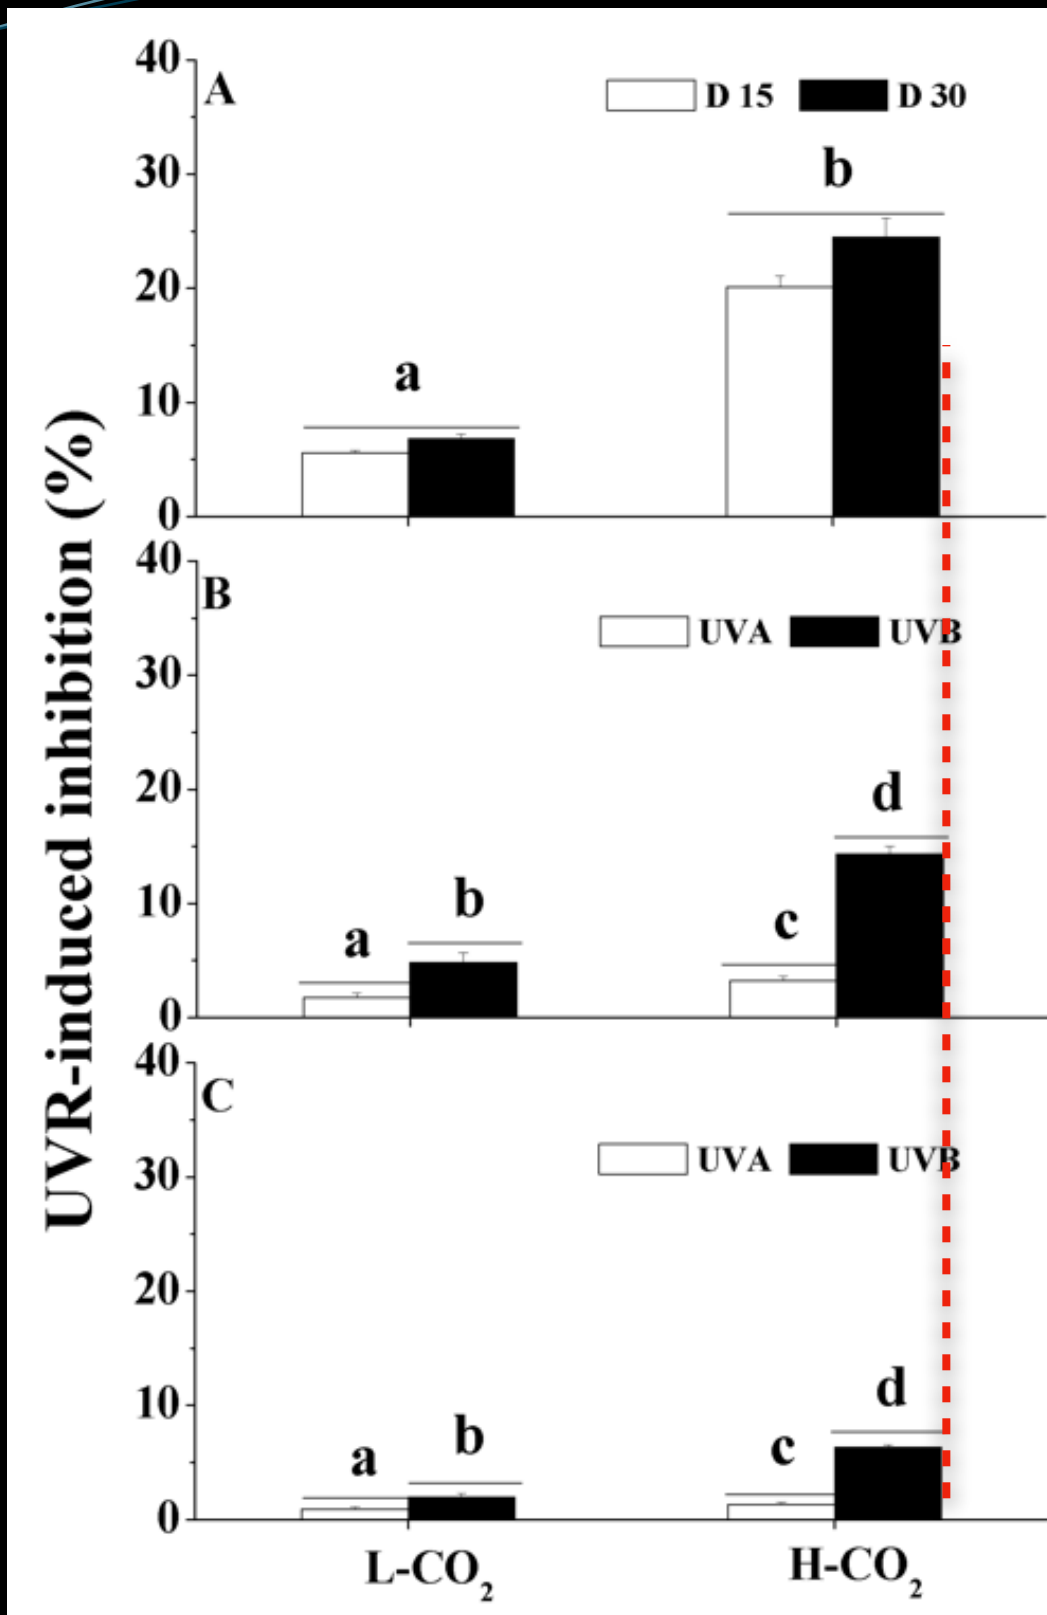 UVR-induced inhibition (%)
A
D 15 D 30
40
30
20
10
0
a
b
B
UVA UVB
40
30
20
10
0
a
b
c
d
C
UVA UVB
40
30
20
10
0
a
b
c
d
L-CO₂ H-CO₂